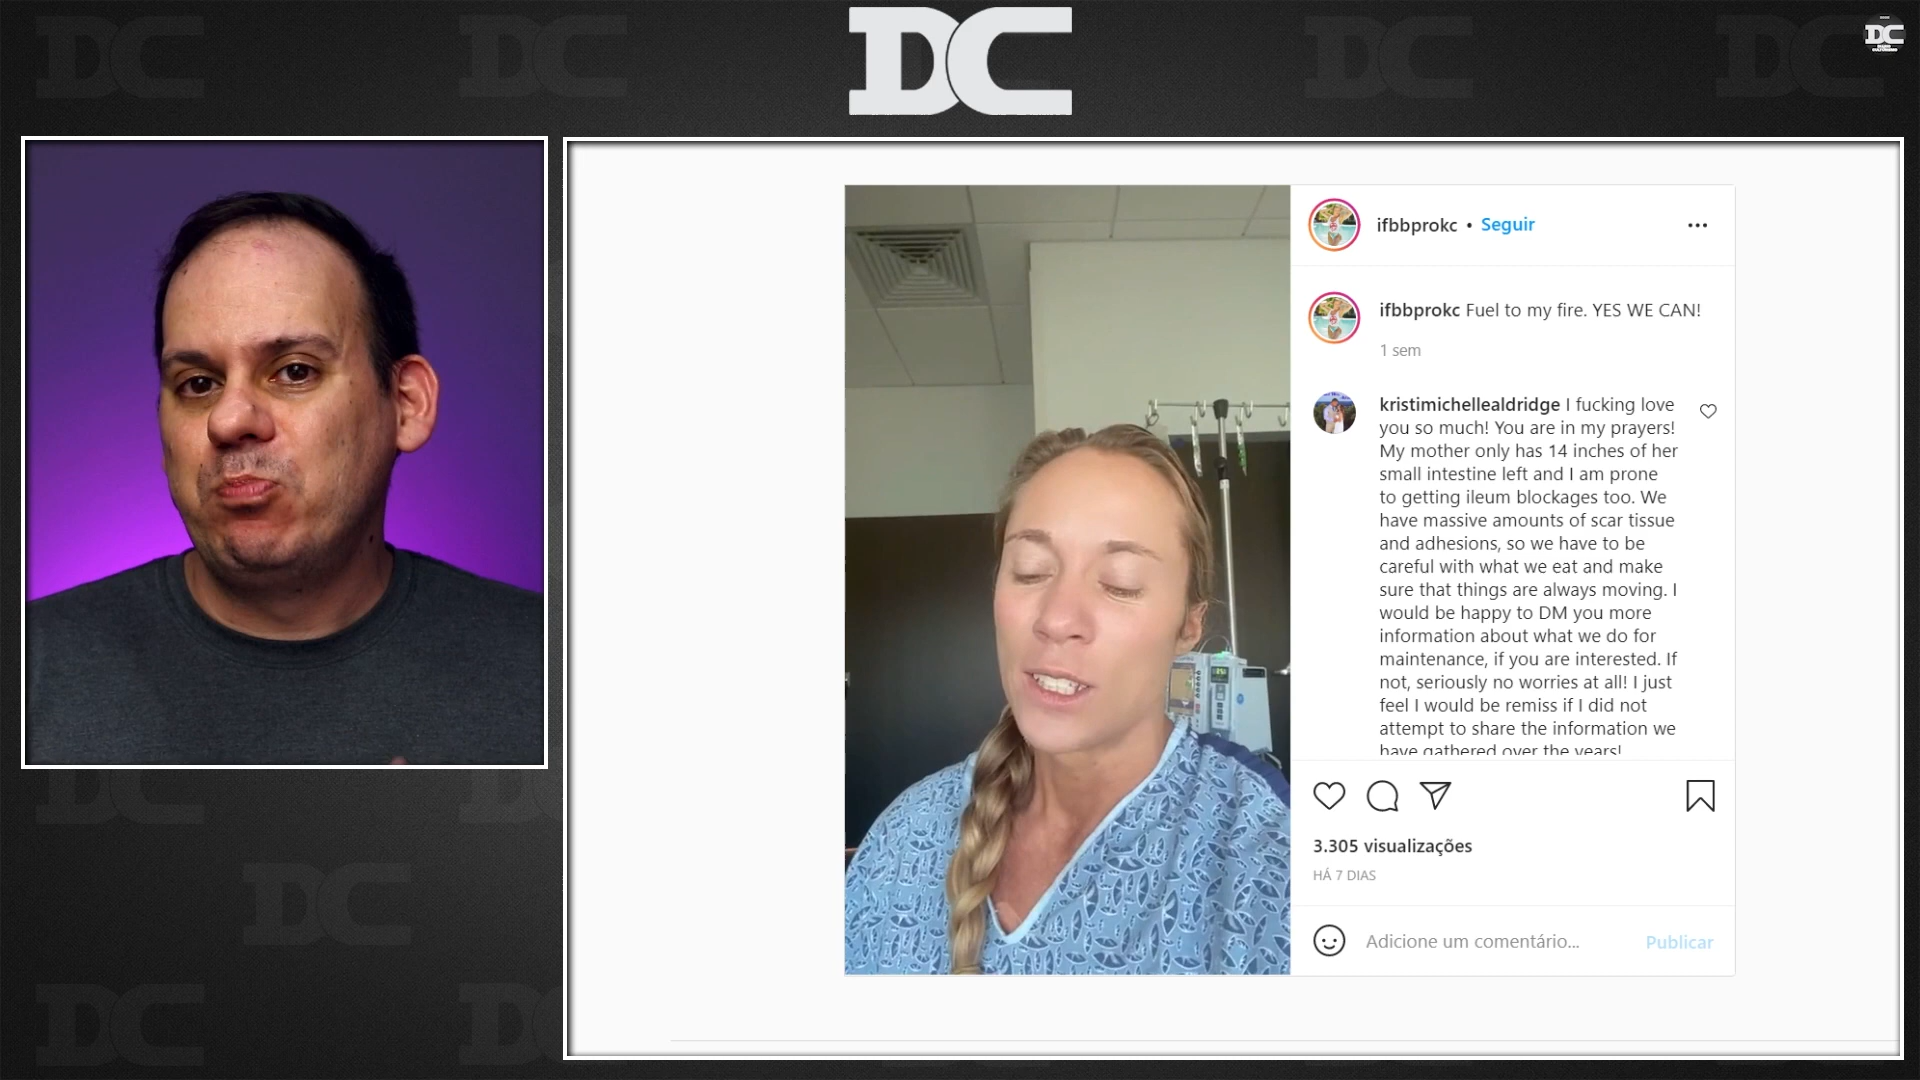 DC
DC
ifbbprokc • Seguir
ifbbprokc Fuel to my fire. YES WE CAN!
1 sem
kristimichellealdridge I fucking love
you so much! You are in my prayers!
My mother only has 14 inches of her
small intestine left and I am prone
to getting ileum blockages too. We
have massive amounts of scar tissue
and adhesions, so we have to be
careful with what we eat and make
sure that things are always moving. I
would be happy to DM you more
information about what we do for
maintenance, if you are interested. If
not, seriously no worries at all! I just
feel I would be remiss if I did not
attempt to share the information we
have gathered over the years!
3.305 visualizações
HÁ 7 DIAS
Adicione um comentário...
Publicar